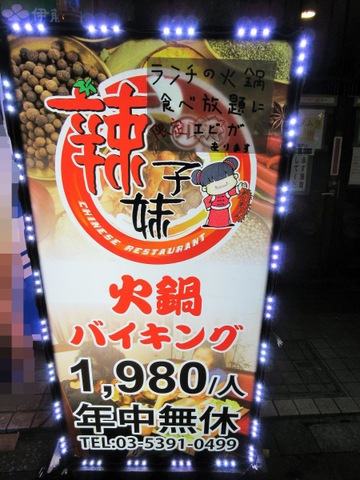 伊
ランチの火鍋
食べ放題に
エビが
走ります
辣
子
妹
CHINESE RESTAURANT
火鍋
バイキング
1,980/人
年中無休
TEL:03-5391-0499